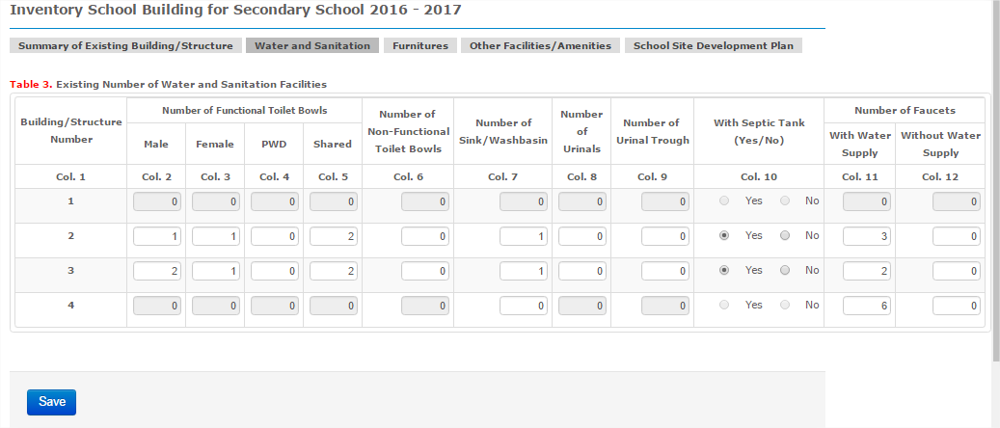 Inventory School Building for Secondary School 2016 - 2017
Summary of Existing Building/Structure Water and Sanitation Furnitures Other Facilities/Amenities School Site Development Plan
Table 3. Existing Number of Water and Sanitation Facilities
Building/Structure Number Number of Functional Toilet Bowls Number of Non-Functional Toilet Bowls Number of Sink/Washbasin Number of Urinals Number of Urinal Trough With Septic Tank (Yes/No) Number of Faucets
Male Female PWD Shared With Water Supply Without Water Supply
Col. 1 Col. 2 Col. 3 Col. 4 Col. 5 Col. 6 Col. 7 Col. 8 Col. 9 Col. 10 Col. 11 Col. 12
1 0 0 0 0 0 0 0 0 Yes No 0 0
2 1 1 0 2 0 1 0 0 Yes No 3 0
3 2 1 0 2 0 1 0 0 Yes No 2 0
4 0 0 0 0 0 0 0 0 Yes No 6 0
Save